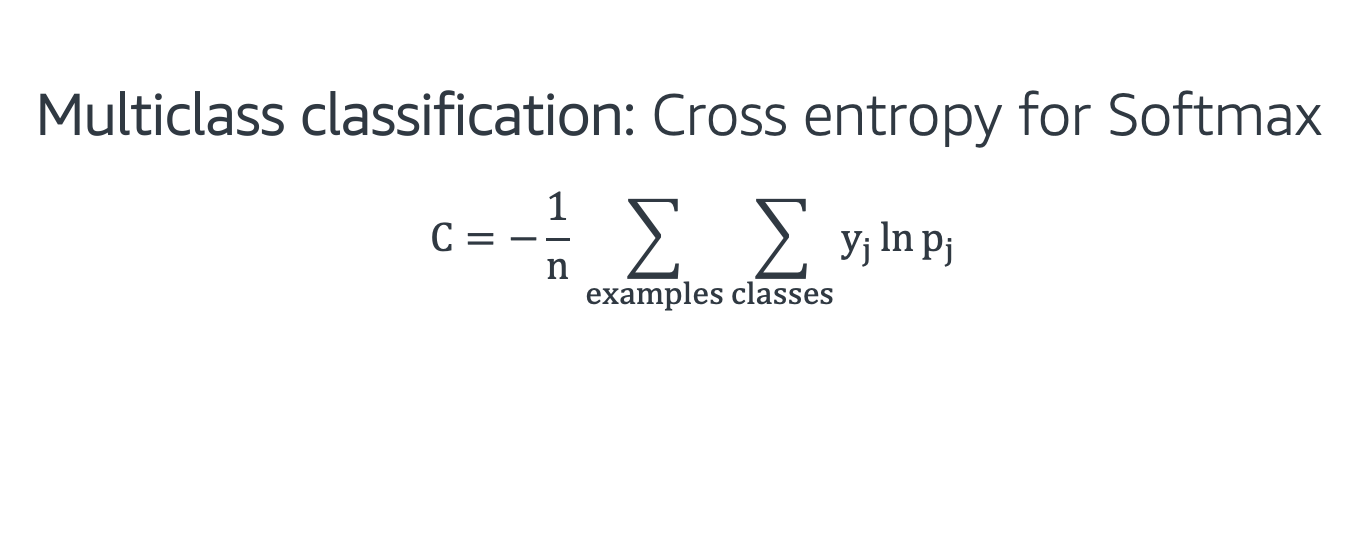 Multiclass classification: Cross entropy for Softmax
C = −1/n ∑examples ∑classes yj ln pj